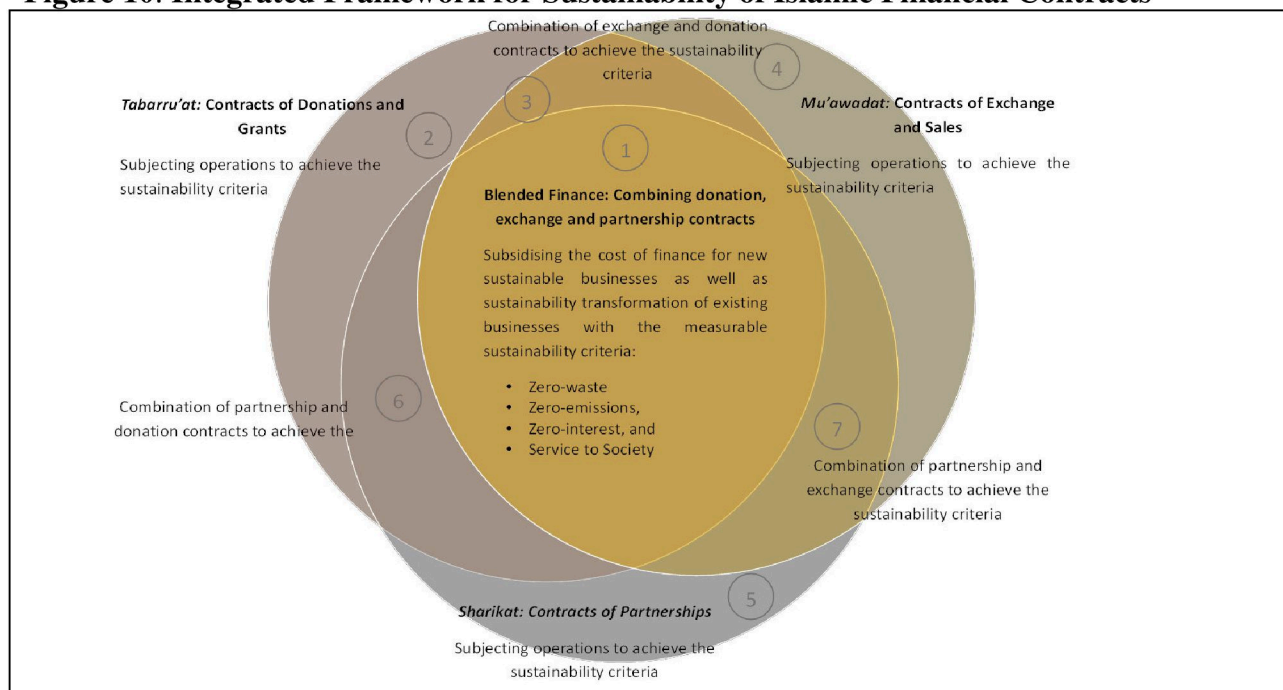 Figure 10. Integrated Framework for Sustainability of Islamic Financial Contracts
Combination of exchange and donation
contracts to achieve the sustainability
criteria
4
3
Tabarru’at: Contracts of Donations and
Grants
2
Subjecting operations to achieve the
sustainability criteria
Mu’awadat: Contracts of Exchange
and Sales
Subjecting operations to achieve the
sustainability criteria
1
Blended Finance: Combining donation,
exchange and partnership contracts
Subsidising the cost of finance for new
sustainable businesses as well as
sustainability transformation of existing
businesses with the measurable
sustainability criteria:
• Zero-waste
• Zero-emissions,
• Zero-interest, and
• Service to Society
6
Combination of partnership and
donation contracts to achieve the
7
Combination of partnership and
exchange contracts to achieve the
sustainability criteria
5
Sharikat: Contracts of Partnerships
Subjecting operations to achieve the
sustainability criteria